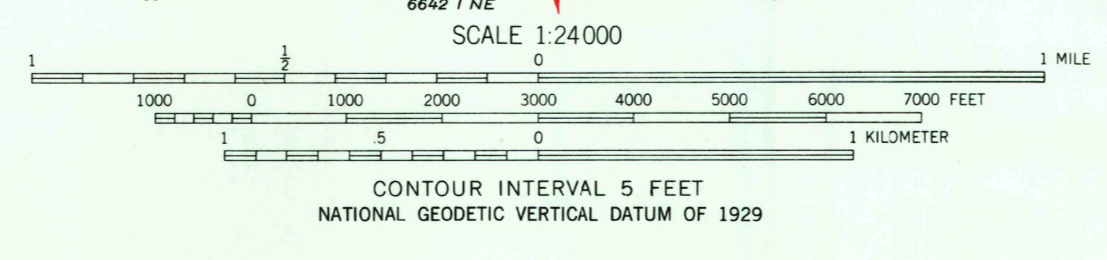 6642 I NE
SCALE 1:24000
1 1/2 0 1 MILE
1000 0 1000 2000 3000 4000 5000 6000 7000 FEET
1 .5 0 1 KILOMETER
CONTOUR INTERVAL 5 FEET
NATIONAL GEODETIC VERTICAL DATUM OF 1929